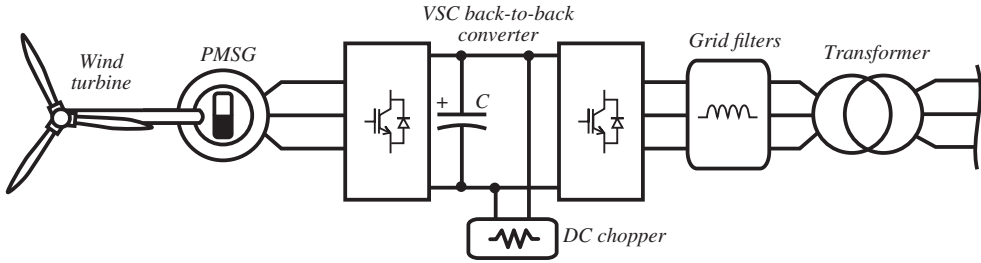 VSC back-to-back
converter
Wind
turbine
PMSG
Grid filters
Transformer
+ C
DC chopper